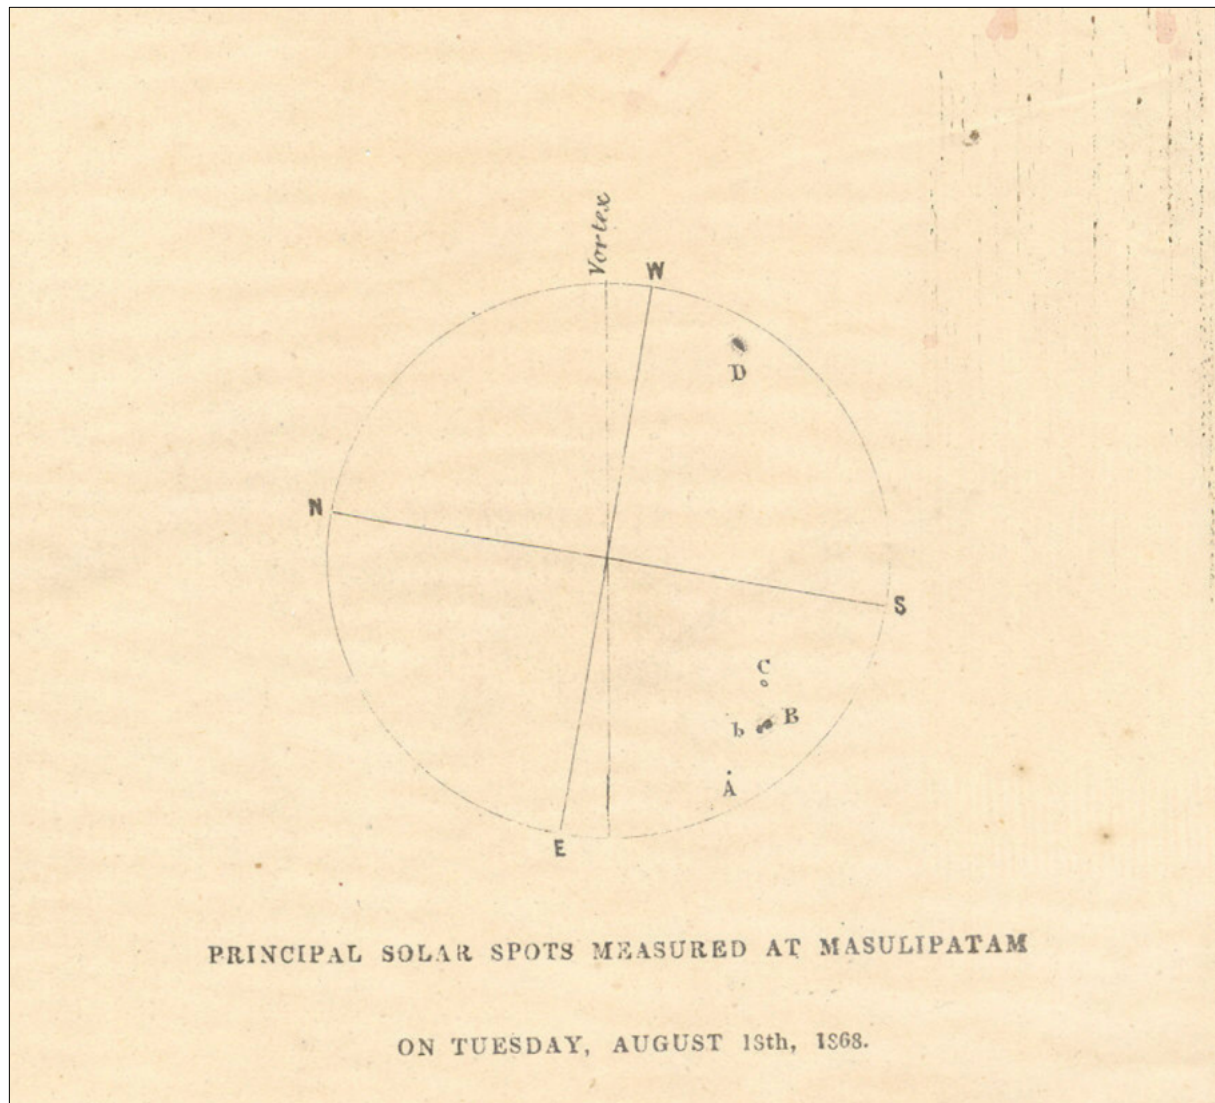 Vortex
W
D
N
S
C
b B
A
E
PRINCIPAL SOLAR SPOTS MEASURED AT MASULIPATAM
ON TUESDAY, AUGUST 18th, 1868.